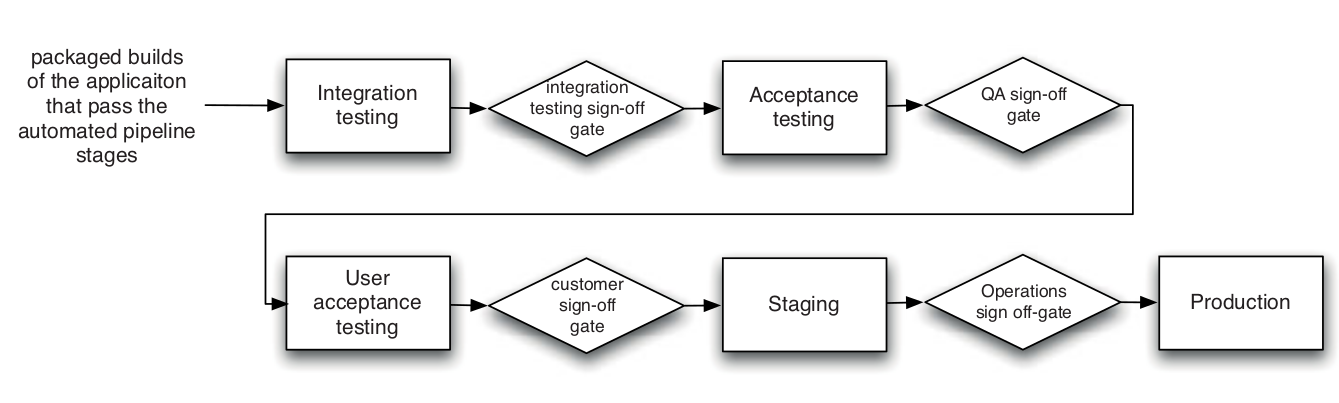 packaged builds
of the applicaiton
that pass the
automated pipeline
stages
Integration
testing
integration
testing sign-off
gate
Acceptance
testing
QA sign-off
gate
User
acceptance
testing
customer
sign-off
gate
Staging
Operations
sign off-gate
Production